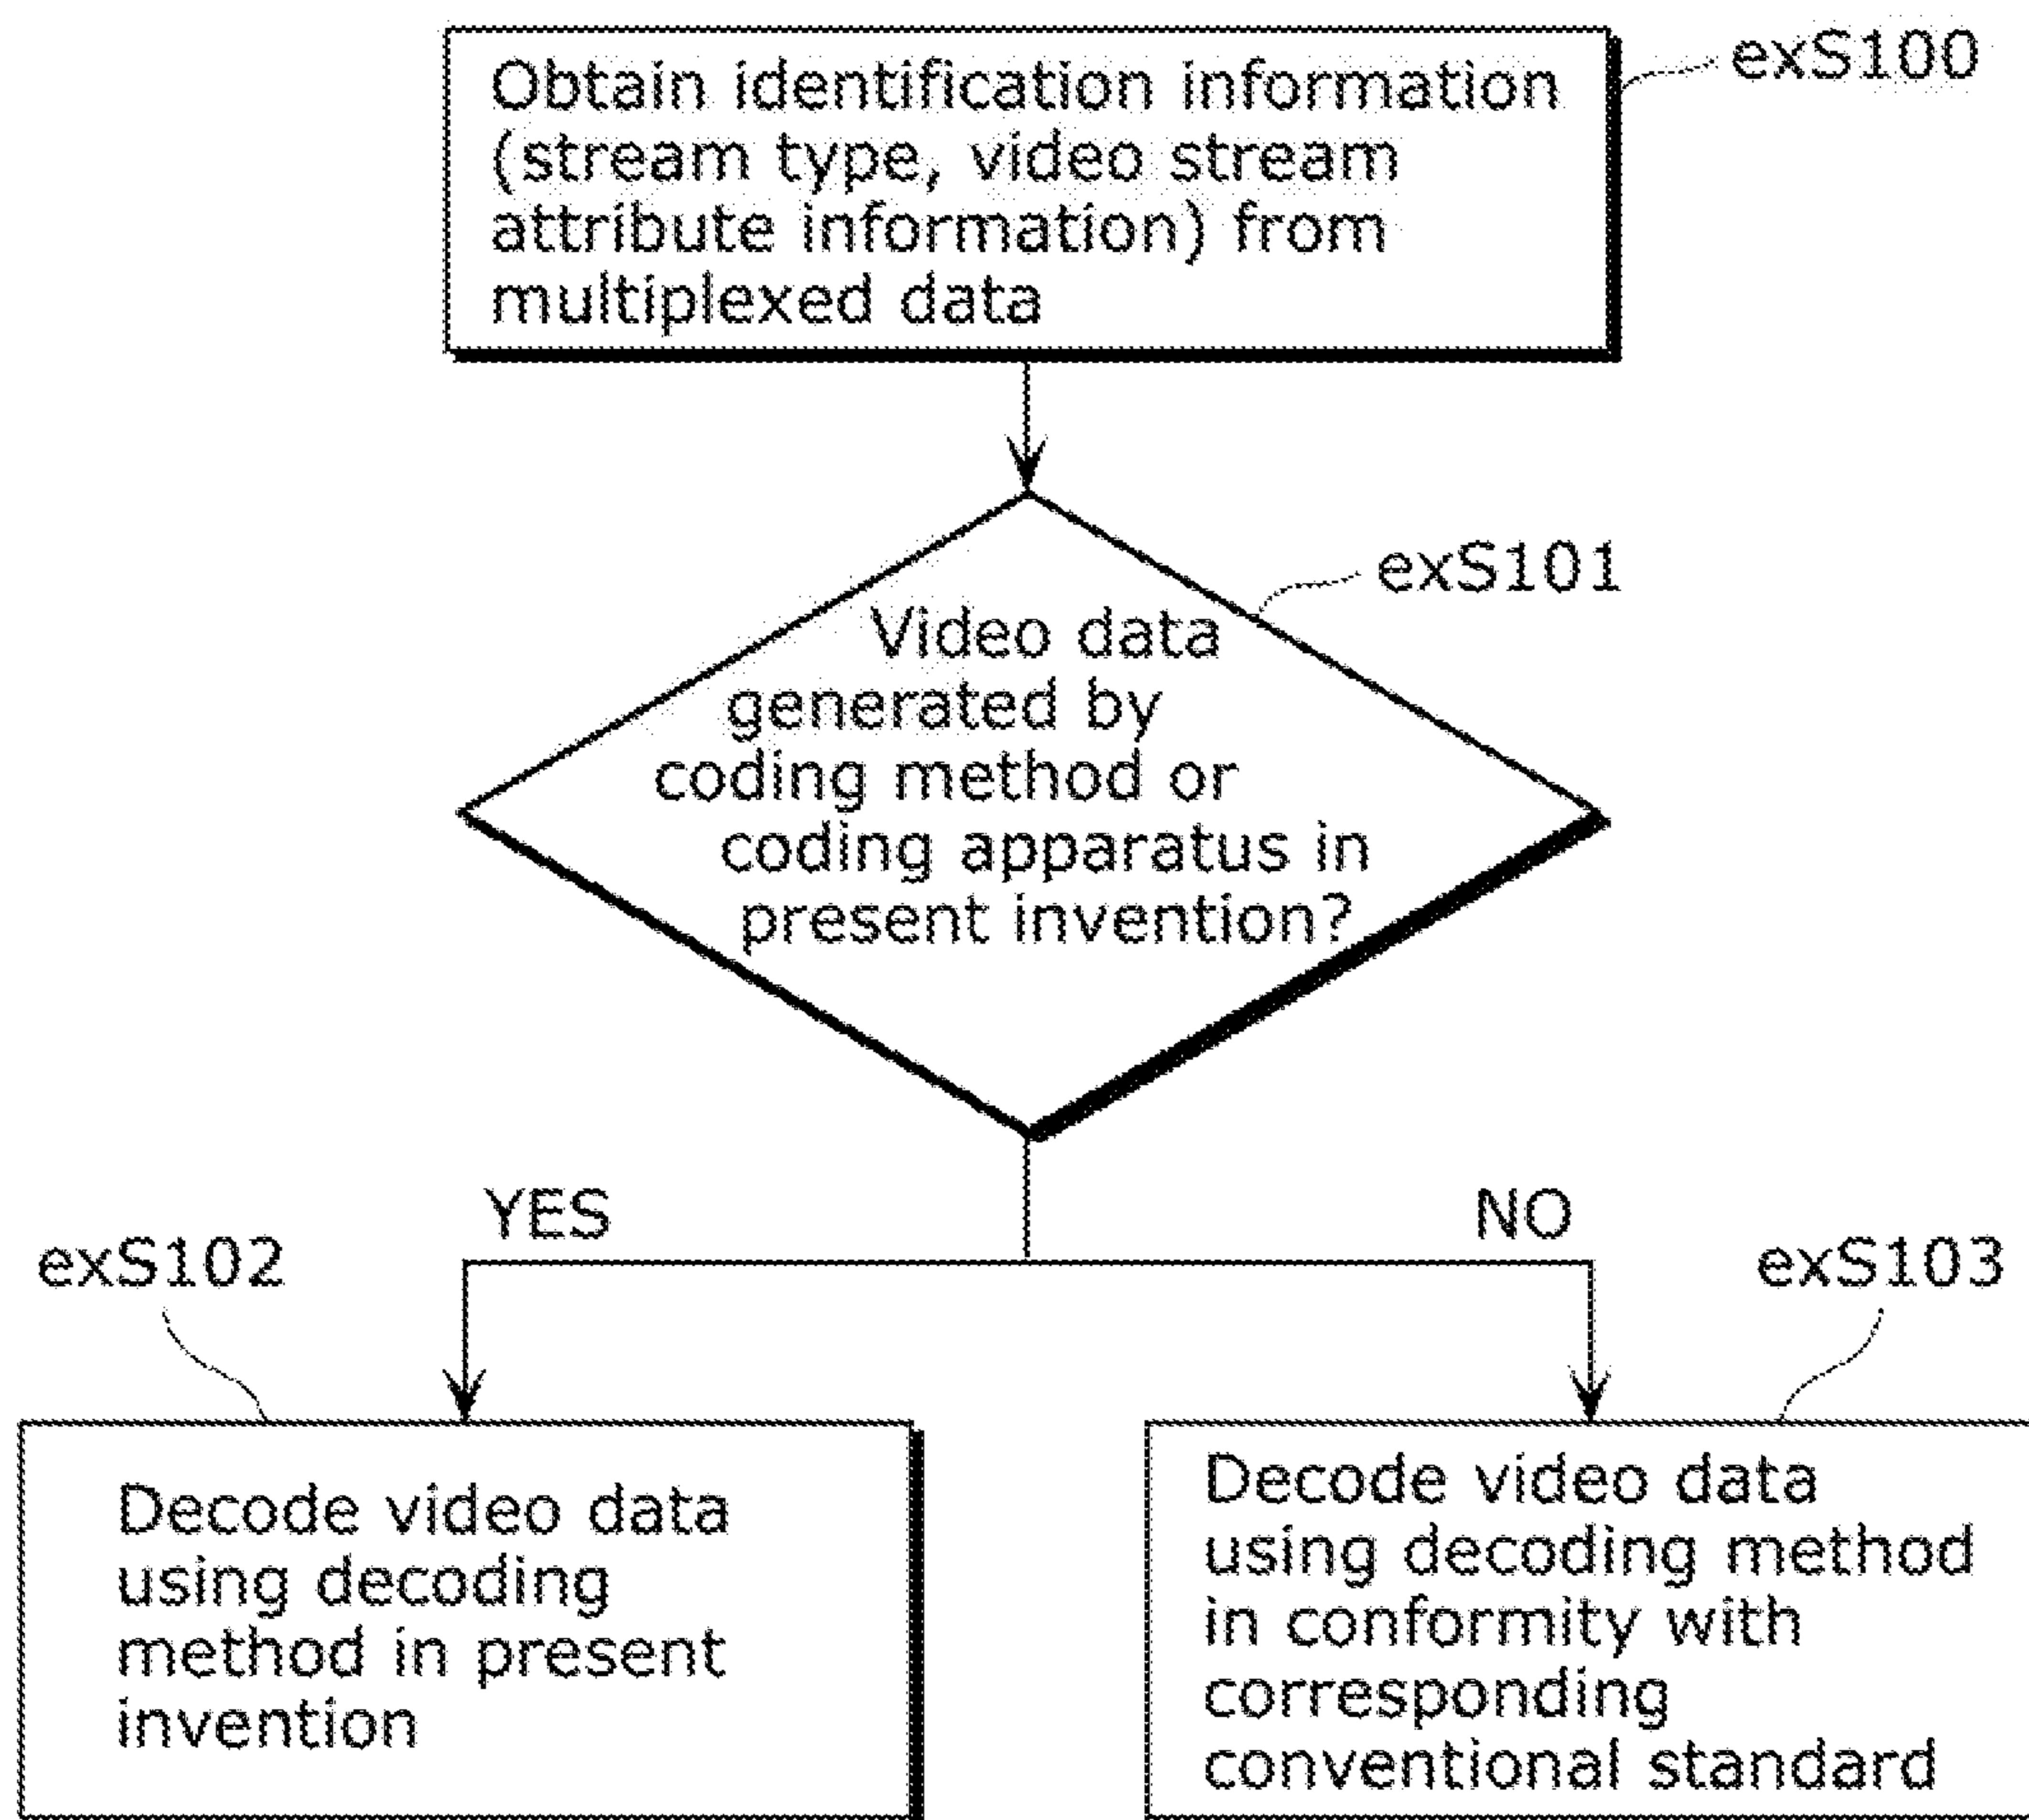 Obtain identification information
(stream type, video stream
attribute information) from
multiplexed data
exS100
exS101
Video data
generated by
coding method or
coding apparatus in
present invention?
YES
NO
exS102
exS103
Decode video data
using decoding
method in present
invention
Decode video data
using decoding method
in conformity with
corresponding
conventional standard